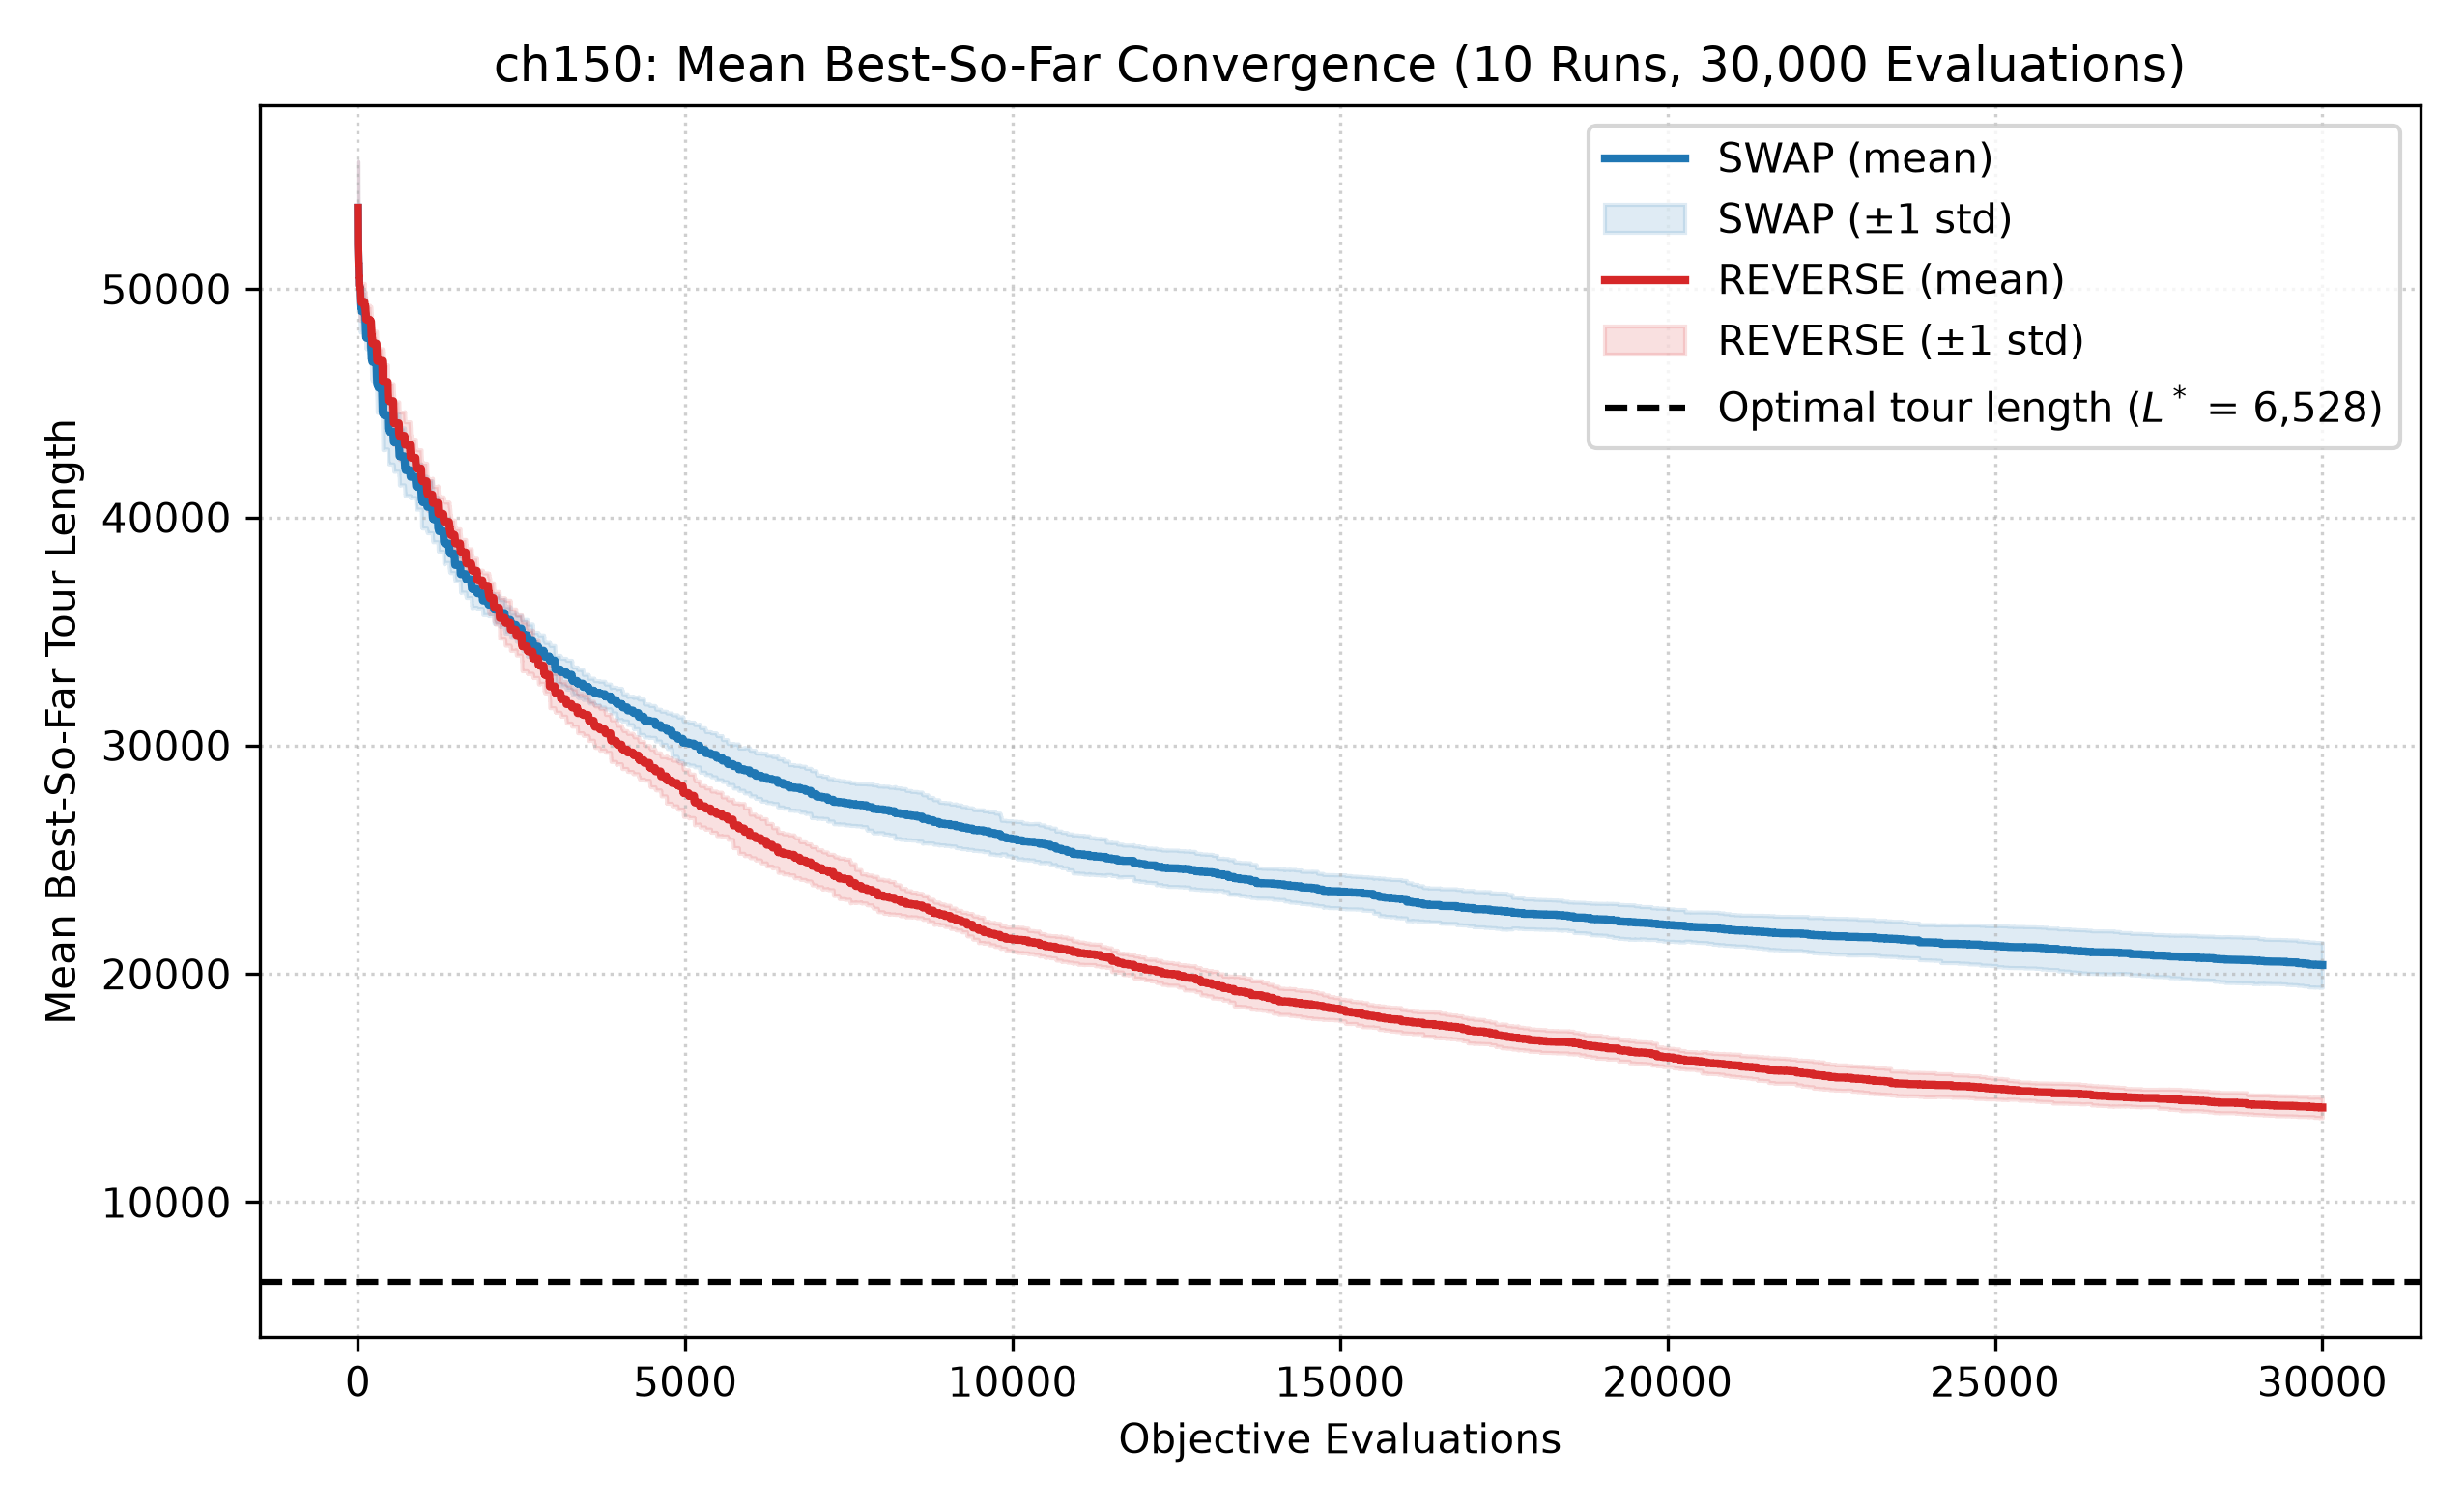 ch150: Mean Best-So-Far Convergence (10 Runs, 30,000 Evaluations)
SWAP (mean)
SWAP (±1 std)
REVERSE (mean)
REVERSE (±1 std)
Optimal tour length (L* = 6,528)
Mean Best-So-Far Tour Length
50000
40000
30000
20000
10000
0
5000
10000
15000
20000
25000
30000
Objective Evaluations